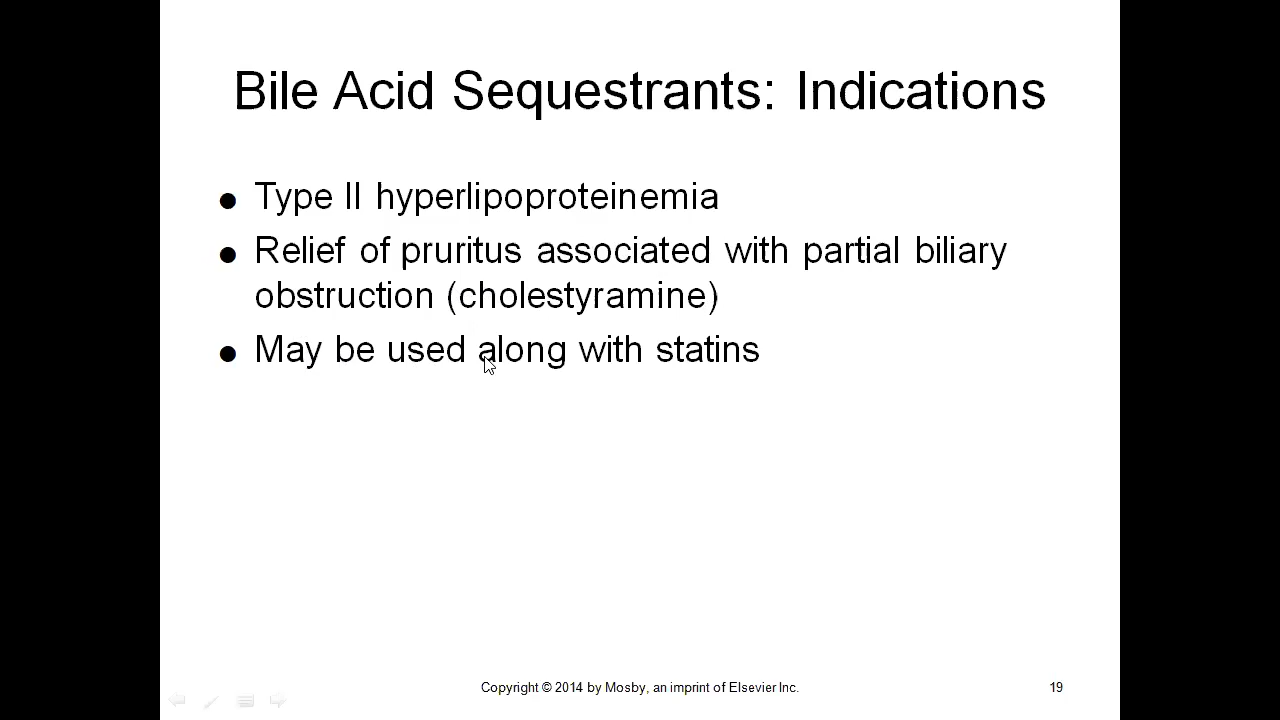 Bile Acid Sequestrants: Indications
● Type II hyperlipoproteinemia
● Relief of pruritus associated with partial biliary
obstruction (cholestyramine)
● May be used along with statins
Copyright © 2014 by Mosby, an imprint of Elsevier Inc.
19